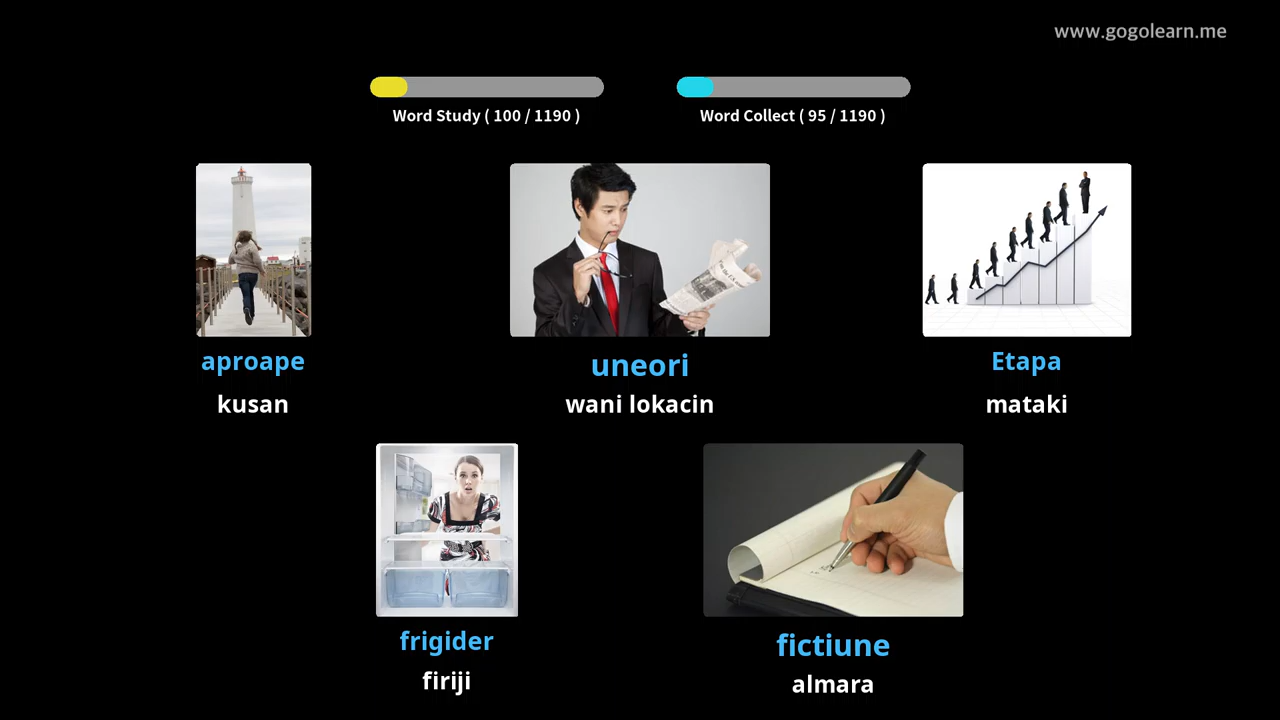 www.gogolearn.me
Word Study ( 100 / 1190 )
Word Collect ( 95 / 1190 )
aproape
kusan
uneori
wani lokacin
Etapa
mataki
frigider
firiji
fictiune
almara